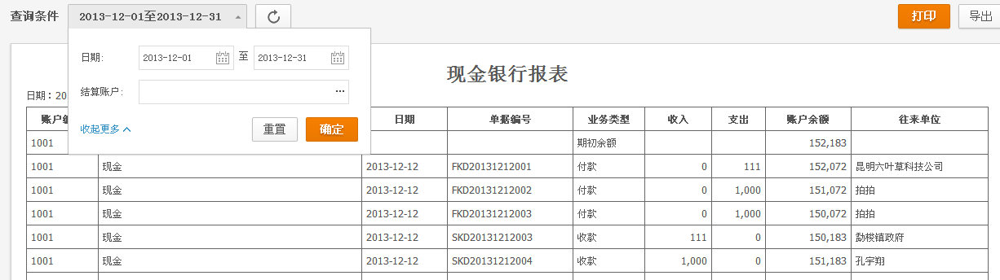 查询条件 2013-12-01至2013-12-31 打印 导出
日期: 2013-12-01 至 2013-12-31
结算账户: ...
收起更多 重置 确定
现金银行报表
日期：20
账户 日期 单据编号 业务类型 收入 支出 账户余额 往来单位
1001 期初余额 152,183
1001 现金 2013-12-12 FKD20131212001 付款 0 111 152,072 昆明六叶草科技公司
1001 现金 2013-12-12 FKD20131212002 付款 0 1,000 151,072 拍拍
1001 现金 2013-12-12 FKD20131212003 付款 0 1,000 150,072 拍拍
1001 现金 2013-12-12 SKD20131212003 收款 111 0 150,183 勐梭镇政府
1001 现金 2013-12-12 SKD20131212004 收款 1,000 0 151,183 孔宇翔